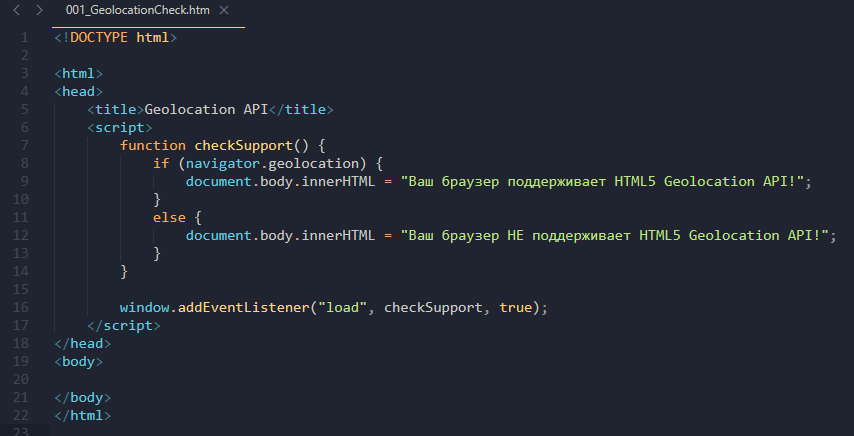 001_GeolocationCheck.htm
1 <!DOCTYPE html>
2
3 <html>
4 <head>
5     <title>Geolocation API</title>
6     <script>
7         function checkSupport() {
8             if (navigator.geolocation) {
9                 document.body.innerHTML = "Ваш браузер поддерживает HTML5 Geolocation API!";
10             }
11             else {
12                 document.body.innerHTML = "Ваш браузер НЕ поддерживает HTML5 Geolocation API!";
13             }
14         }
15
16         window.addEventListener("load", checkSupport, true);
17     </script>
18 </head>
19 <body>
20
21 </body>
22 </html>
23